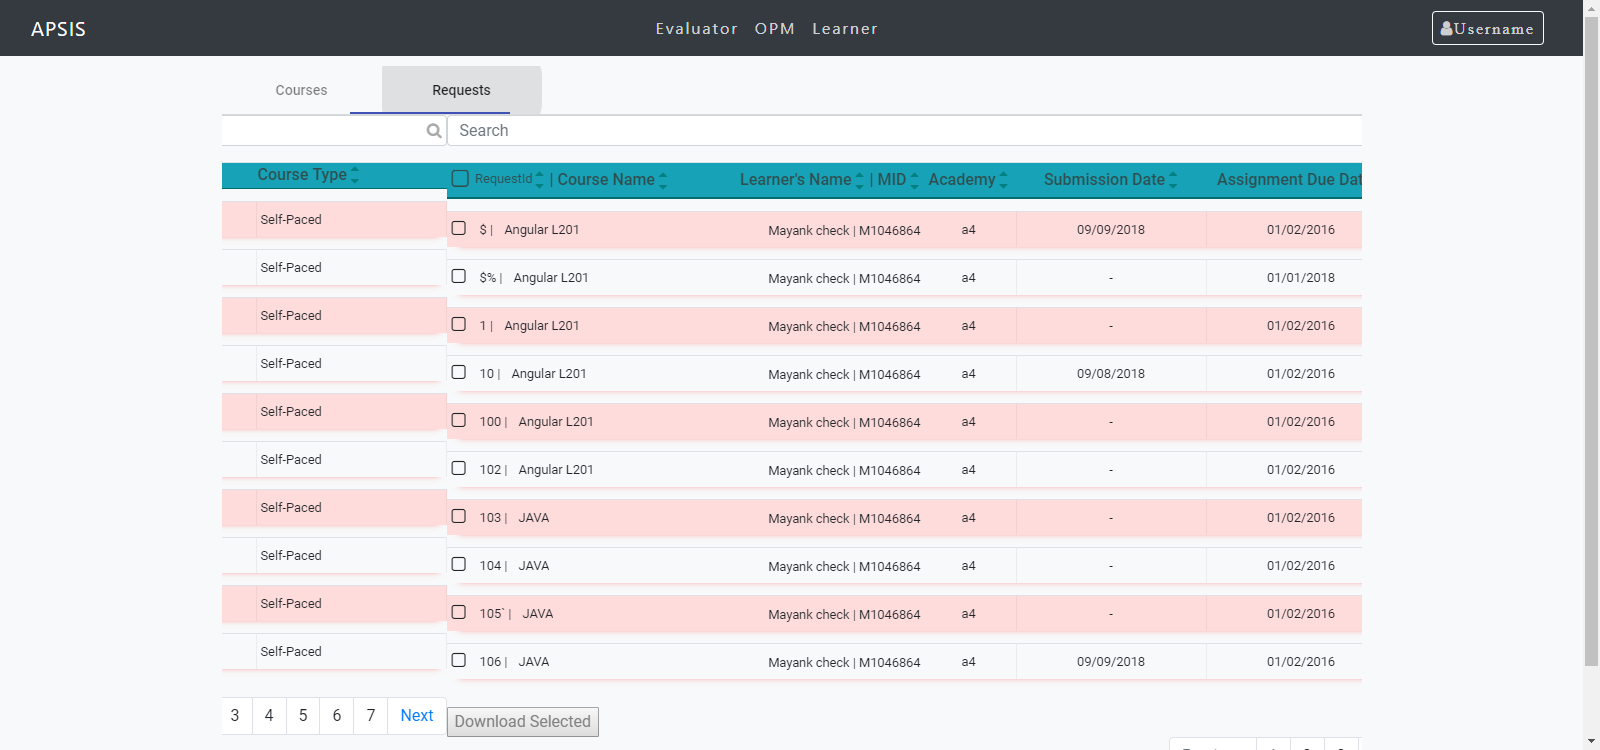 APSIS Evaluator OPM Learner Username
Courses Requests
Search
Course Type RequestId | Course Name Learner's Name | MID Academy Submission Date Assignment Due Dat
Self-Paced $ | Angular L201 Mayank check | M1046864 a4 09/09/2018 01/02/2016
Self-Paced $% | Angular L201 Mayank check | M1046864 a4 - 01/01/2018
Self-Paced 1 | Angular L201 Mayank check | M1046864 a4 - 01/02/2016
Self-Paced 10 | Angular L201 Mayank check | M1046864 a4 09/08/2018 01/02/2016
Self-Paced 100 | Angular L201 Mayank check | M1046864 a4 - 01/02/2016
Self-Paced 102 | Angular L201 Mayank check | M1046864 a4 - 01/02/2016
Self-Paced 103 | JAVA Mayank check | M1046864 a4 - 01/02/2016
Self-Paced 104 | JAVA Mayank check | M1046864 a4 - 01/02/2016
Self-Paced 105` | JAVA Mayank check | M1046864 a4 - 01/02/2016
Self-Paced 106 | JAVA Mayank check | M1046864 a4 09/09/2018 01/02/2016
3 4 5 6 7 Next Download Selected